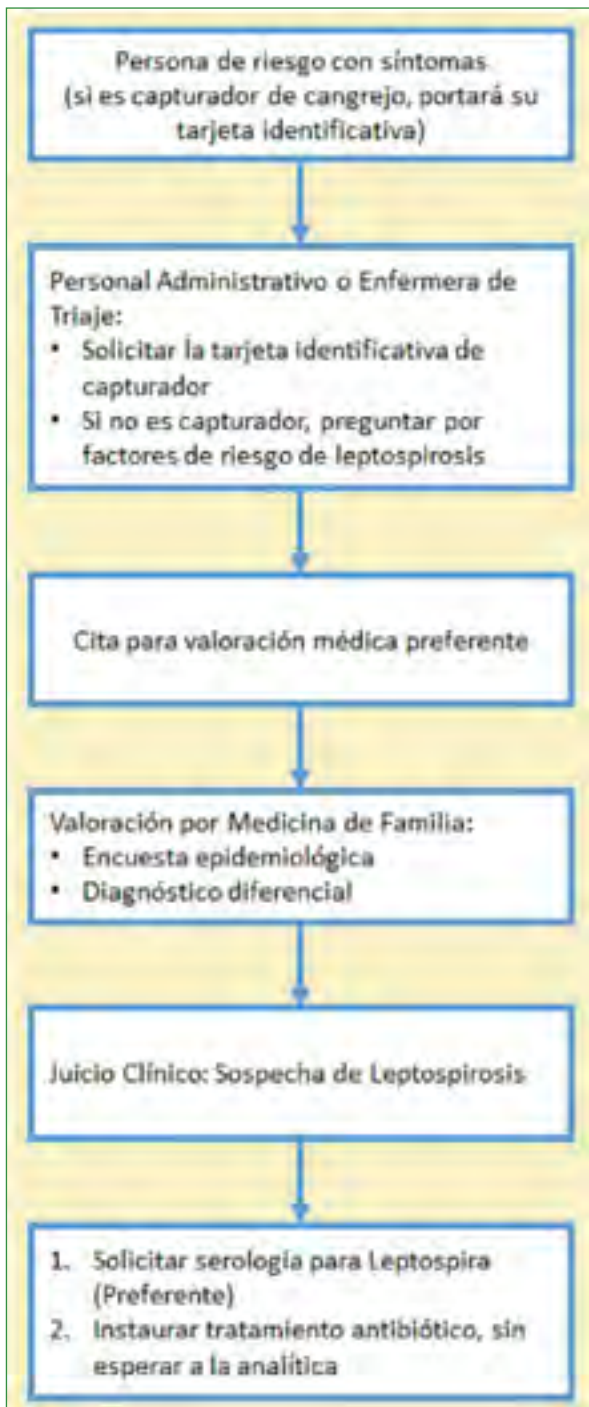 Persona de riesgo con síntomas
(si es capturador de cangrejo, portará su
tarjeta identificativa)
Personal Administrativo o Enfermera de
Triaje:
• Solicitar la tarjeta identificativa de
capturador
• Si no es capturador, preguntar por
factores de riesgo de leptospirosis
Cita para valoración médica preferente
Valoración por Medicina de Familia:
• Encuesta epidemiológica
• Diagnóstico diferencial
Juicio Clínico: Sospecha de Leptospirosis
1. Solicitar serología para Leptospira
(Preferente)
2. Instaurar tratamiento antibiótico, sin
esperar a la analítica